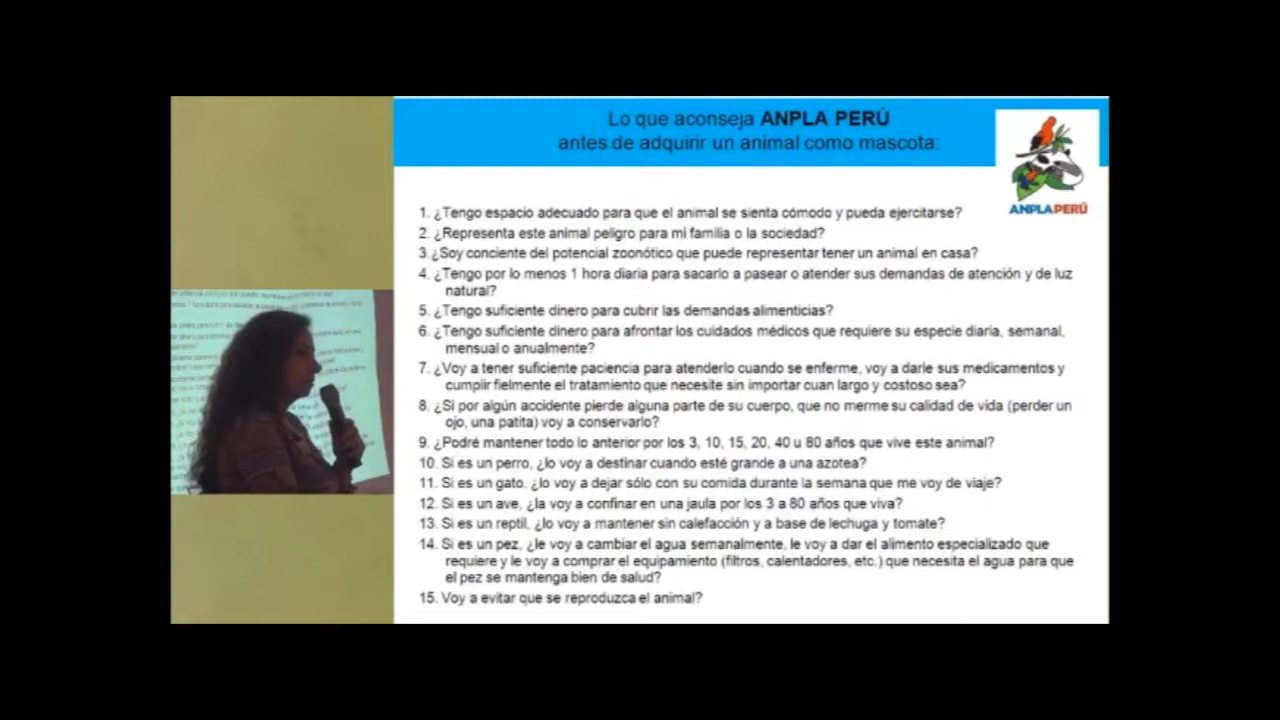 Lo que aconseja ANPLA PERÚ
antes de adquirir un animal como mascota:
ANPLAPERÚ
1. ¿Tengo espacio adecuado para que el animal se sienta cómodo y pueda ejercitarse?
2. ¿Representa este animal peligro para mi familia o la sociedad?
3.¿Soy conciente del potencial zoonótico que puede representar tener un animal en casa?
4. ¿Tengo por lo menos 1 hora diaria para sacarlo a pasear o atender sus demandas de atención y de luz
natural?
5. ¿Tengo suficiente dinero para cubrir las demandas alimenticias?
6. ¿Tengo suficiente dinero para afrontar los cuidados médicos que requiere su especie diaria, semanal,
mensual o anualmente?
7. ¿Voy a tener suficiente paciencia para atenderlo cuando se enferme, voy a darle sus medicamentos y
cumplir fielmente el tratamiento que necesite sin importar cuan largo y costoso sea?
8. ¿Si por algún accidente pierde alguna parte de su cuerpo, que no merme su calidad de vida (perder un
ojo, una patita) voy a conservarlo?
9. ¿Podré mantener todo lo anterior por los 3, 10, 15, 20, 40 u 80 años que vive este animal?
10. Si es un perro, ¿lo voy a destinar cuando esté grande a una azotea?
11. Si es un gato, ¿lo voy a dejar sólo con su comida durante la semana que me voy de viaje?
12. Si es un ave, ¿la voy a confinar en una jaula por los 3 a 80 años que viva?
13. Si es un reptil, ¿lo voy a mantener sin calefacción y a base de lechuga y tomate?
14. Si es un pez, ¿le voy a cambiar el agua semanalmente, le voy a dar el alimento especializado que
requiere y le voy a comprar el equipamiento (filtros, calentadores, etc.) que necesita el agua para que
el pez se mantenga bien de salud?
15. Voy a evitar que se reproduzca el animal?